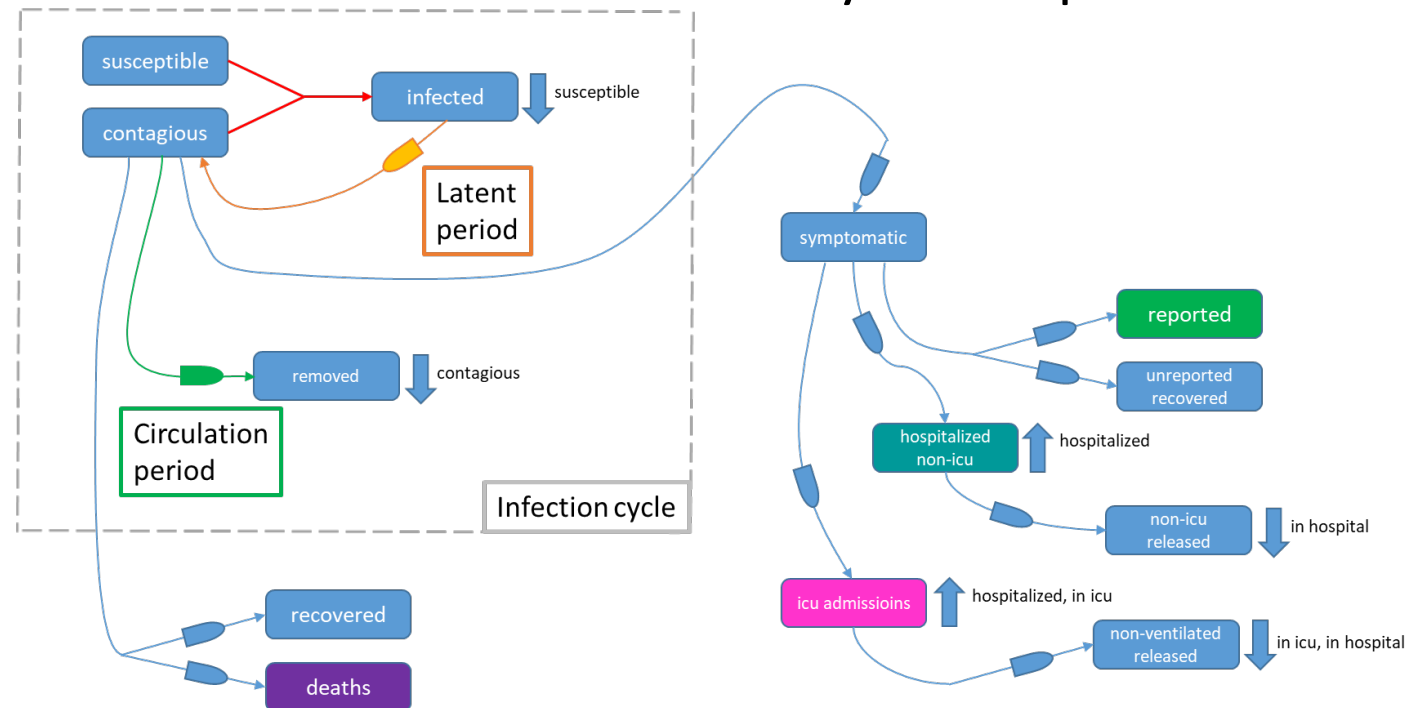 susceptible
contagious
infected
susceptible
Latent
period
removed
contagious
Circulation
period
Infection cycle
recovered
deaths
symptomatic
reported
unreported
recovered
hospitalized
non-icu
hospitalized
non-icu
released
in hospital
icu admissioins
hospitalized, in icu
non-ventilated
released
in icu, in hospital